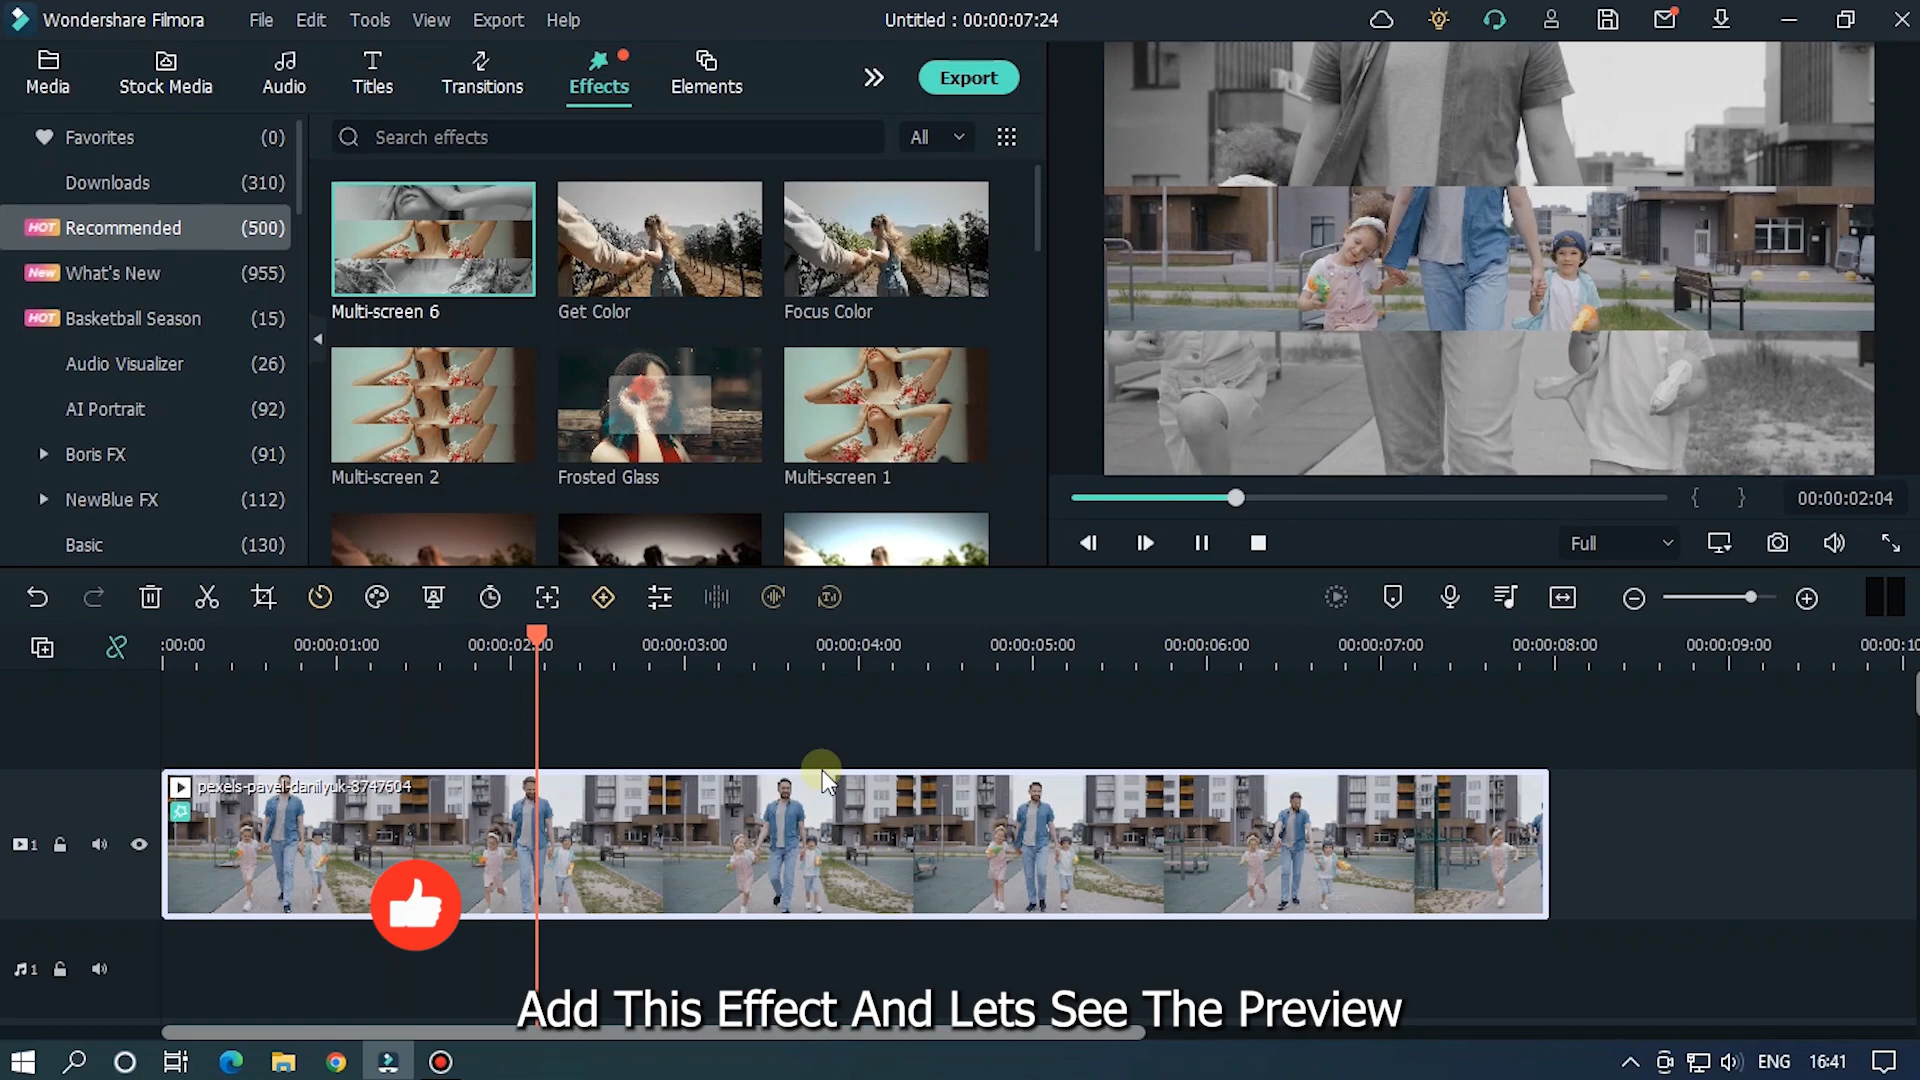 Wondershare Filmora
File
Edit
Tools
View
Export
Help
Untitled : 00:00:07:24
Media
Stock Media
Audio
Titles
Transitions
Effects
Elements
Export
Favorites (0)
Downloads (310)
HOT Recommended (500)
New What's New (955)
HOT Basketball Season (15)
Audio Visualizer (26)
AI Portrait (92)
Boris FX (91)
NewBlue FX (112)
Basic (130)
Search effects
All
Multi-screen 6
Get Color
Focus Color
Multi-screen 2
Frosted Glass
Multi-screen 1
{ }
00:00:02:04
Full
:00:00
00:00:01:00
00:00:02:00
00:00:03:00
00:00:04:00
00:00:05:00
00:00:06:00
00:00:07:00
00:00:08:00
00:00:09:00
00:00:10
pexels-pavel-danilyuk-8747604
1
1
Add This Effect And Lets See The Preview
ENG
16:41